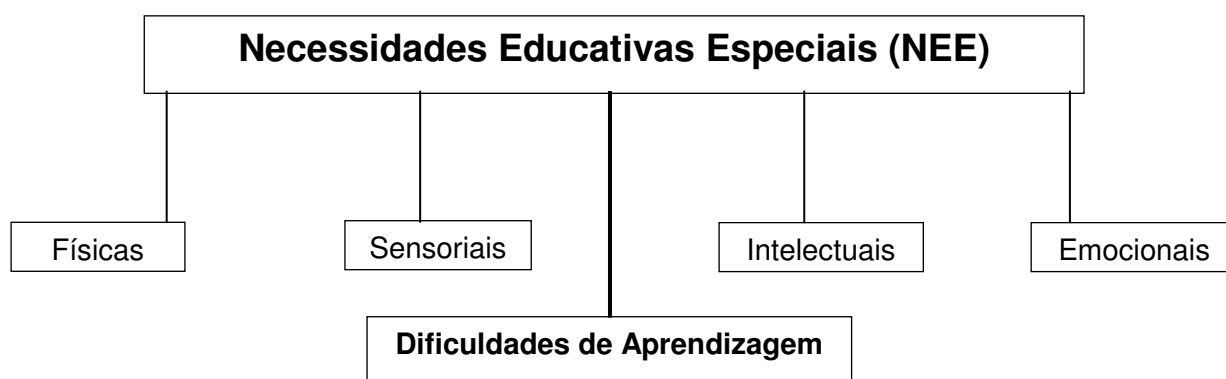 Necessidades Educativas Especiais (NEE)
Físicas
Sensoriais
Intelectuais
Emocionais
Dificuldades de Aprendizagem